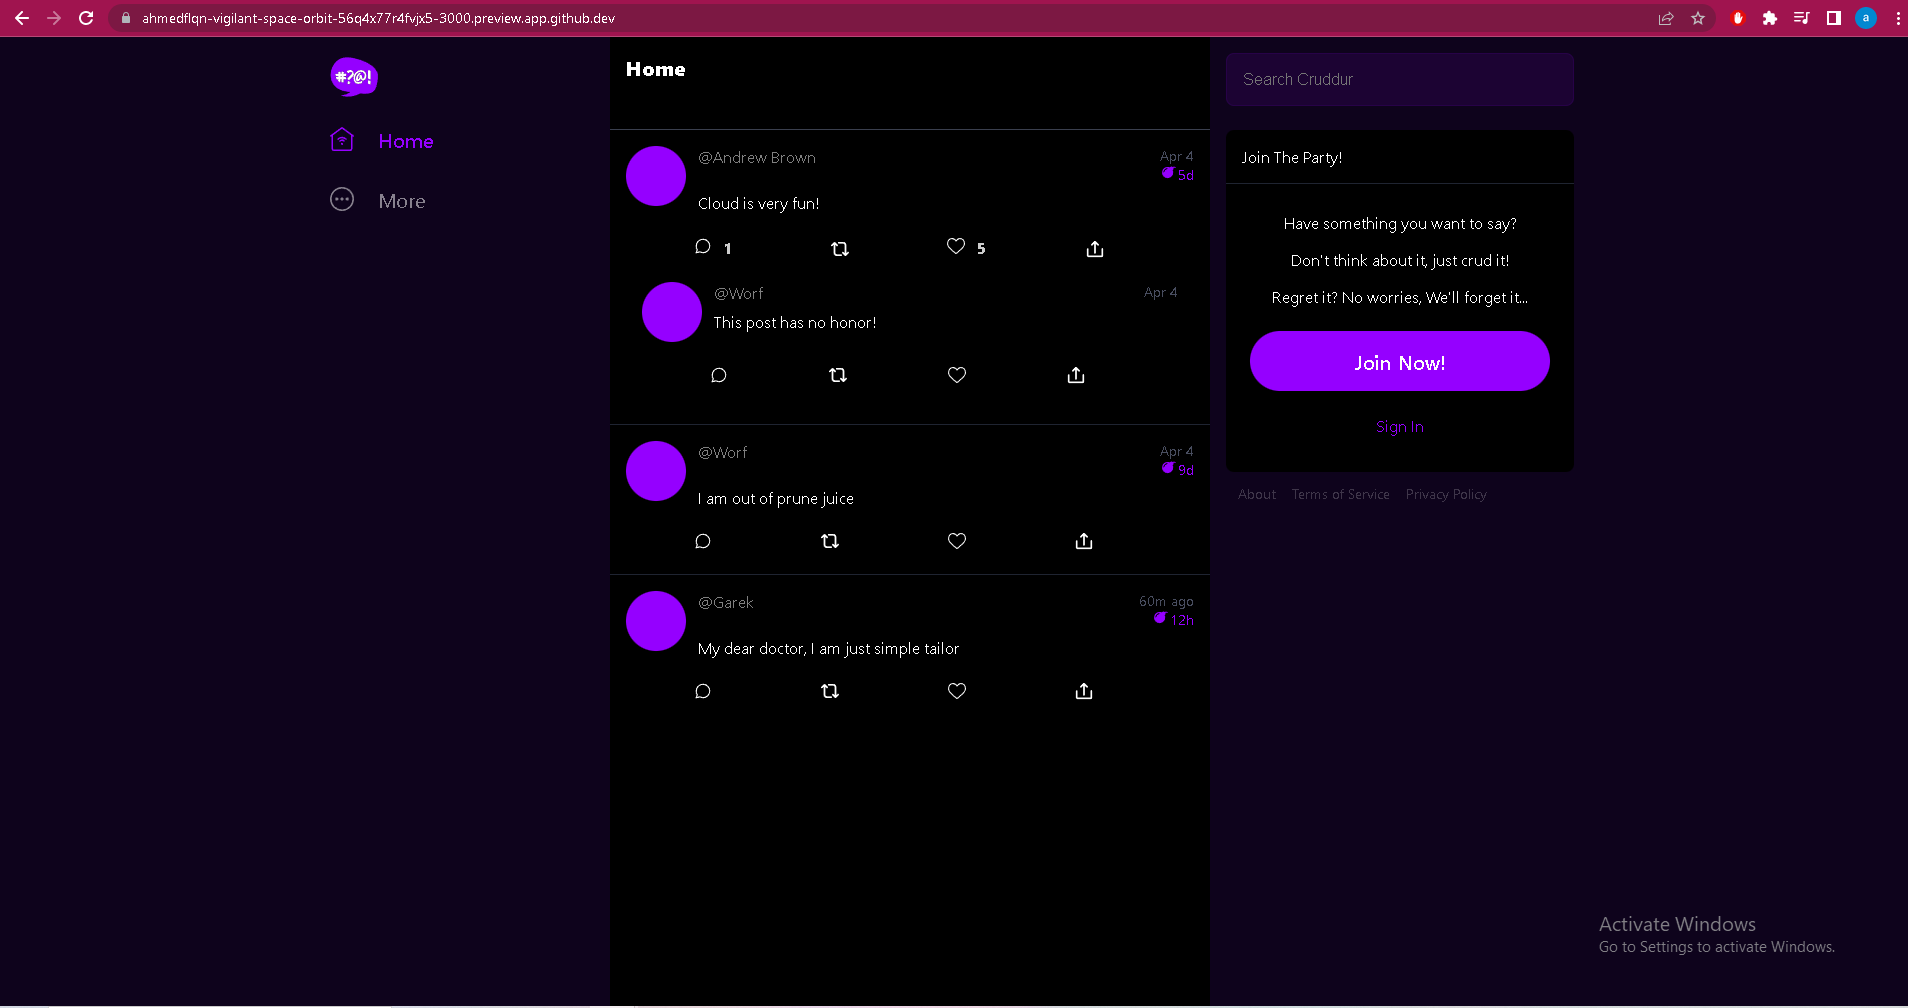 ahmedflqn-vigilant-space-orbit-56q4x77r4fvjx5-3000.preview.app.github.dev
a
#?@!
Home
More
Home
@Andrew Brown
Apr 4
5d
Cloud is very fun!
1
5
@Worf
Apr 4
This post has no honor!
@Worf
Apr 4
9d
I am out of prune juice
@Garek
60m ago
12h
My dear doctor, I am just simple tailor
Search Cruddur
Join The Party!
Have something you want to say?
Don't think about it, just crud it!
Regret it? No worries, We'll forget it...
Join Now!
Sign In
About Terms of Service Privacy Policy
Activate Windows
Go to Settings to activate Windows.